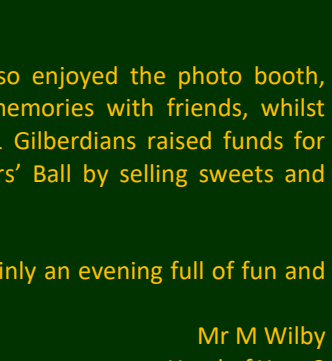 so enjoyed the photo booth,
memories with friends, whilst
. Gilberdians raised funds for
rs’ Ball by selling sweets and
inly an evening full of fun and
Mr M Wilby